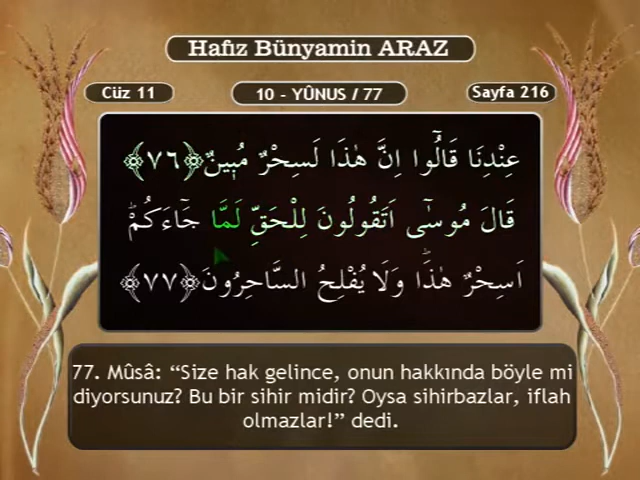 Hafız Bünyamin ARAZ
Cüz 11
10 - YÛNUS / 77
Sayfa 216
عِنْدِنَا قَالُٓوا اِنَّ هٰذَا لَسِحْرٌ مُب۪ينٌ ﴿٧٦﴾
قَالَ مُوسٰٓى اَتَقُولُونَ لِلْحَقِّ لَمَّا جَٓاءَكُمْۜ
اَسِحْرٌ هٰذَاۜ وَلَا يُفْلِحُ السَّاحِرُونَ ﴿٧٧﴾
77. Mûsâ: “Size hak gelince, onun hakkında böyle mi
diyorsunuz? Bu bir sihir midir? Oysa sihirbazlar, iflah
olmazlar!” dedi.